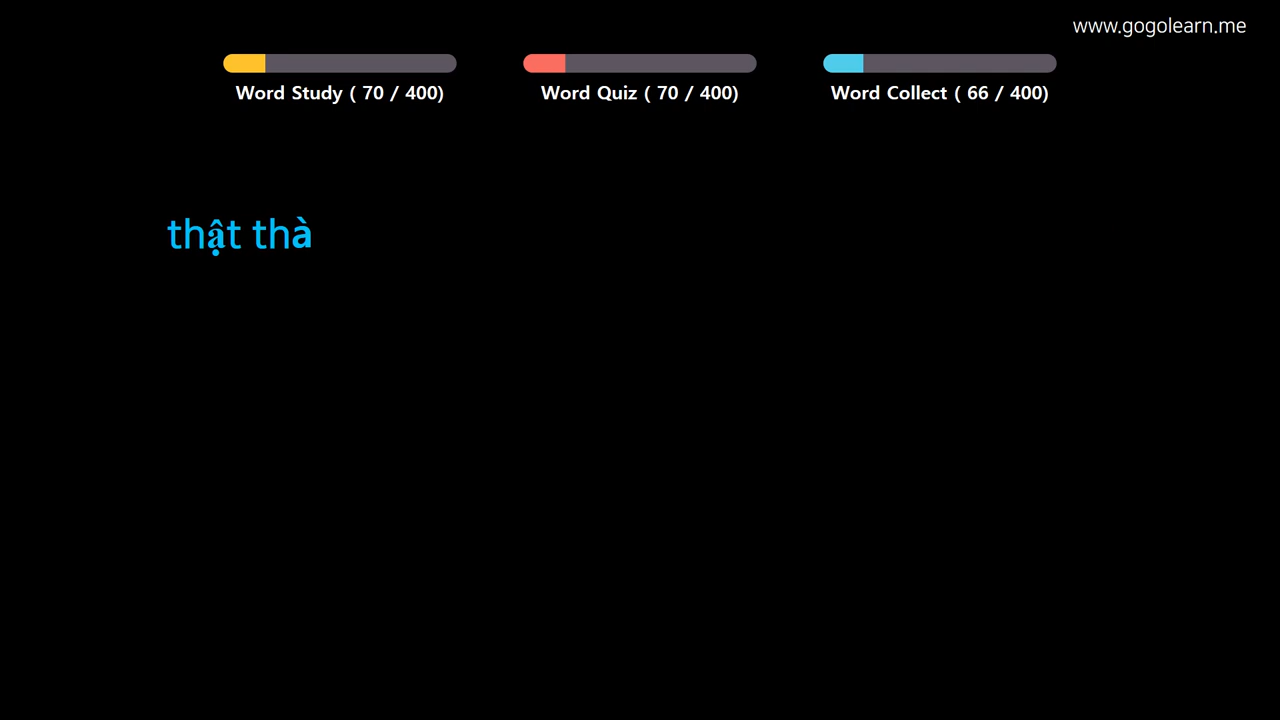 www.gogolearn.me
Word Study ( 70 / 400)
Word Quiz ( 70 / 400)
Word Collect ( 66 / 400)
thật thà